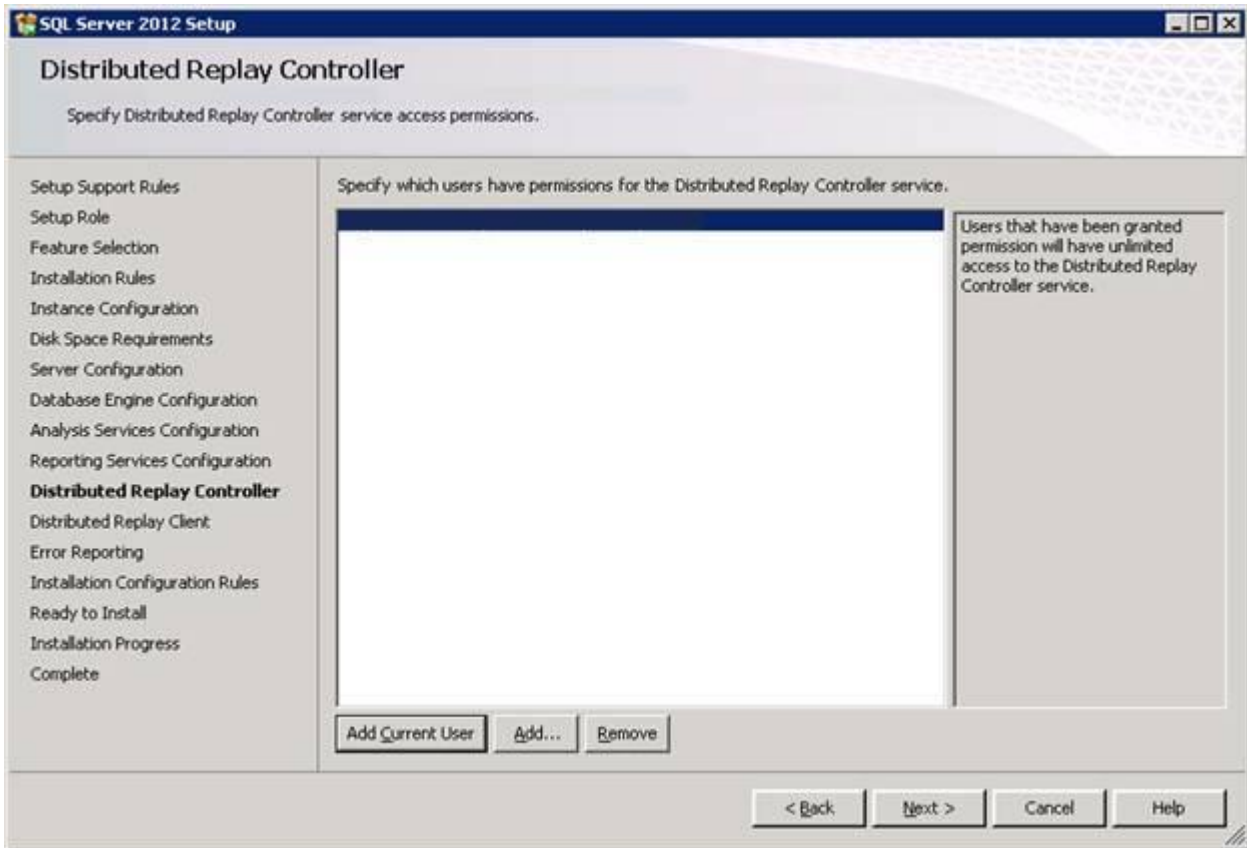 SQL Server 2012 Setup
Distributed Replay Controller
Specify Distributed Replay Controller service access permissions.
Setup Support Rules
Setup Role
Feature Selection
Installation Rules
Instance Configuration
Disk Space Requirements
Server Configuration
Database Engine Configuration
Analysis Services Configuration
Reporting Services Configuration
Distributed Replay Controller
Distributed Replay Client
Error Reporting
Installation Configuration Rules
Ready to Install
Installation Progress
Complete
Specify which users have permissions for the Distributed Replay Controller service.
Users that have been granted
permission will have unlimited
access to the Distributed Replay
Controller service.
Add Current User
Add...
Remove
< Back
Next >
Cancel
Help